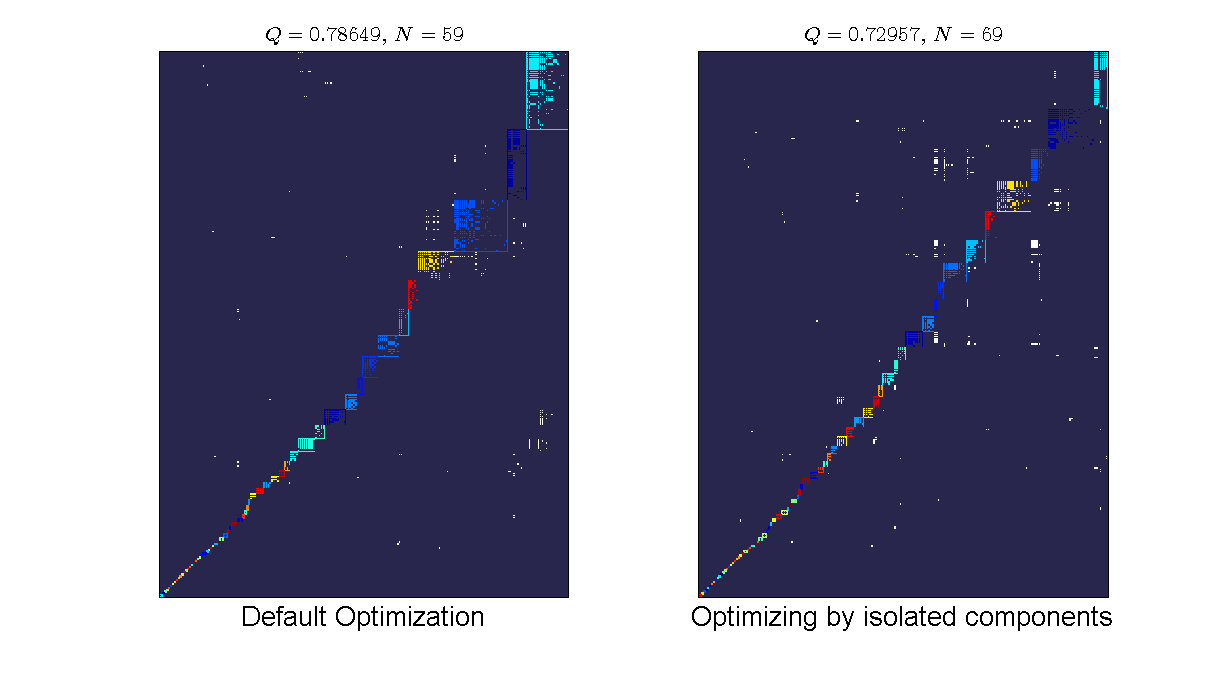 Q = 0.78649, N = 59
Q = 0.72957, N = 69
Default Optimization
Optimizing by isolated components